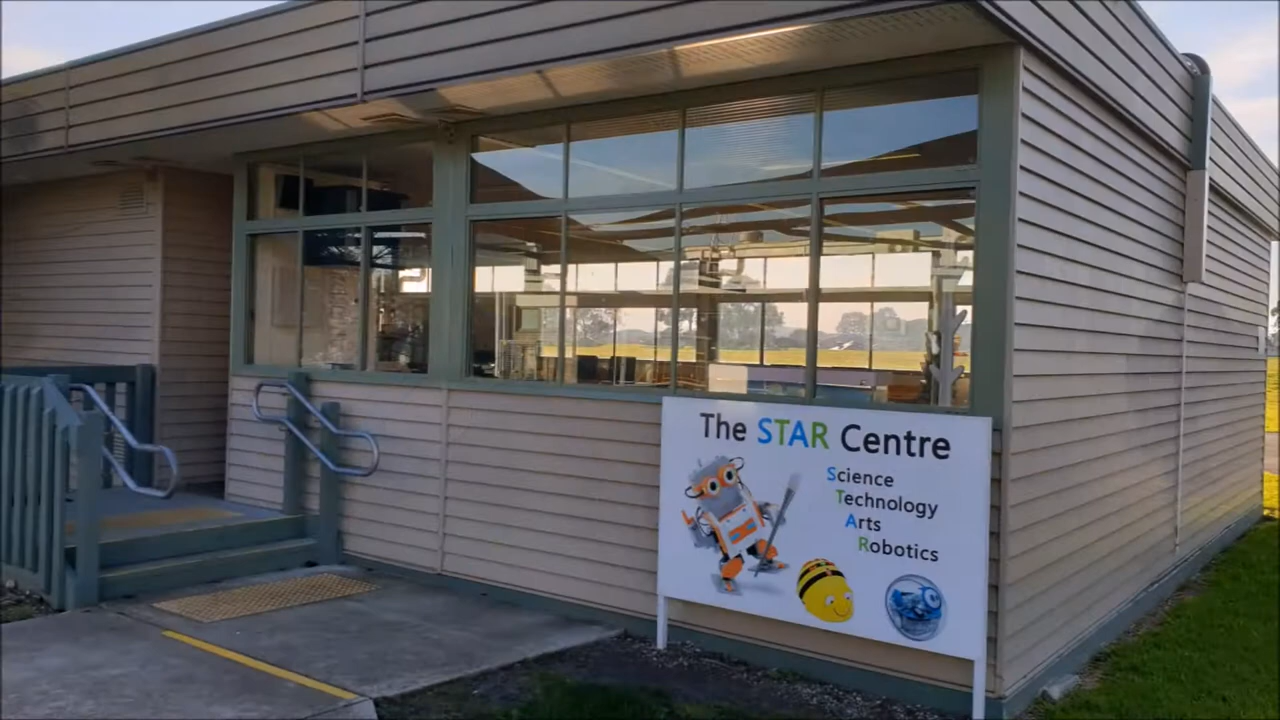 The STAR Centre
Science
Technology
Arts
Robotics